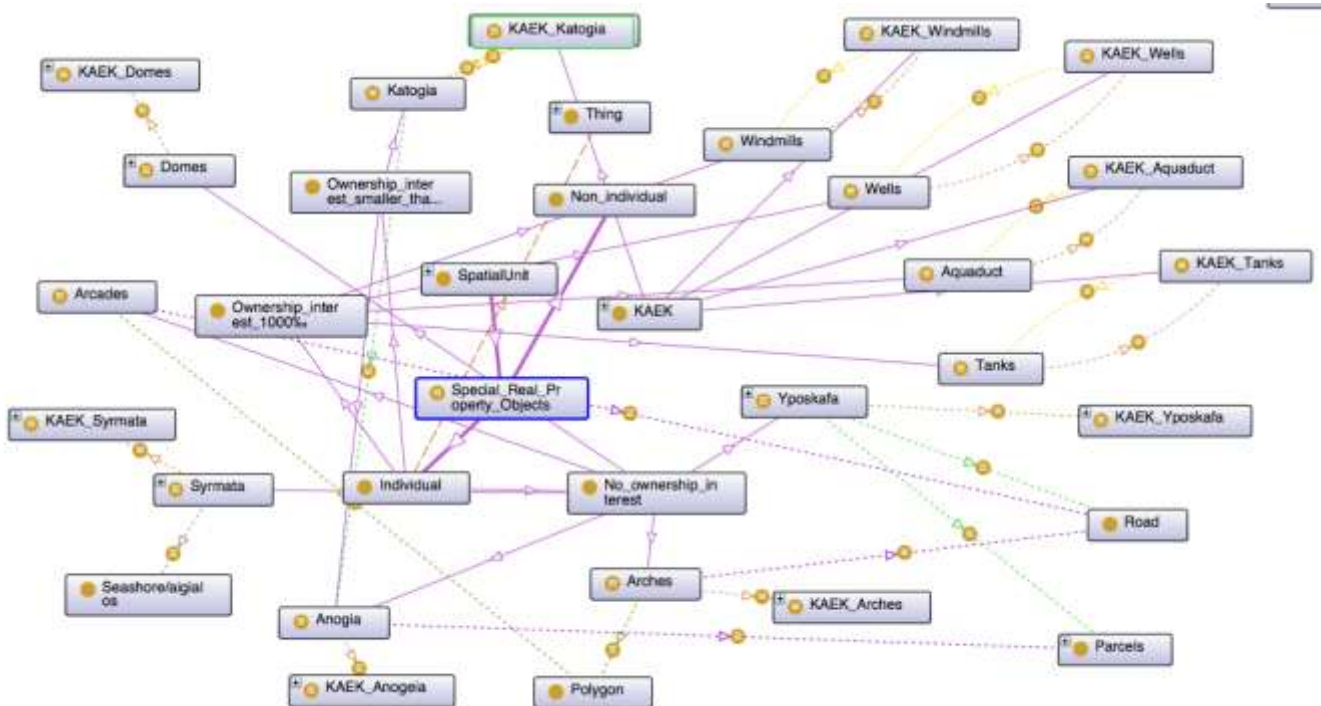 KAEK_Katogia
KAEK_Windmills
KAEK_Wells
KAEK_Domes
Katogia
Thing
Windmills
Domes
Ownership_inter
est_smaller_tha...
Non_individual
Wells
KAEK_Aquaduct
SpatialUnit
Aquaduct
KAEK_Tanks
Arcades
Ownership_inter
est_1000‰
KAEK
Tanks
Special_Real_Pr
operty_Objects
Yposkafa
KAEK_Yposkafa
KAEK_Syrmata
Syrmata
Individual
No_ownership_in
terest
Road
Seashore/aigial
os
Arches
KAEK_Arches
Anogia
Parcels
KAEK_Anogeia
Polygon